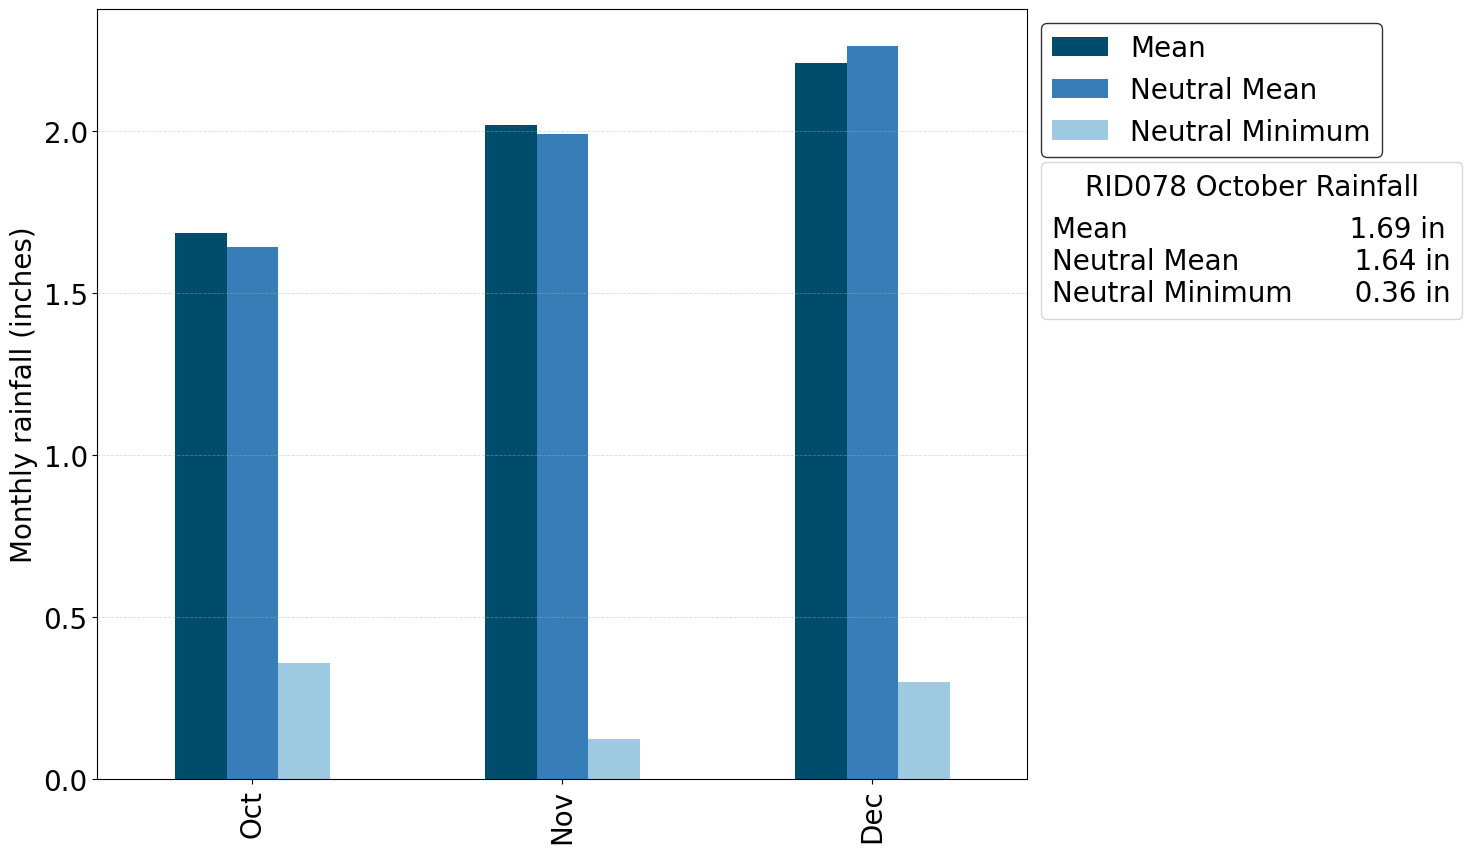 Monthly rainfall (inches)
2.0
1.5
1.0
0.5
0.0
Oct
Nov
Dec
Mean
Neutral Mean
Neutral Minimum
RID078 October Rainfall
Mean 1.69 in
Neutral Mean 1.64 in
Neutral Minimum 0.36 in